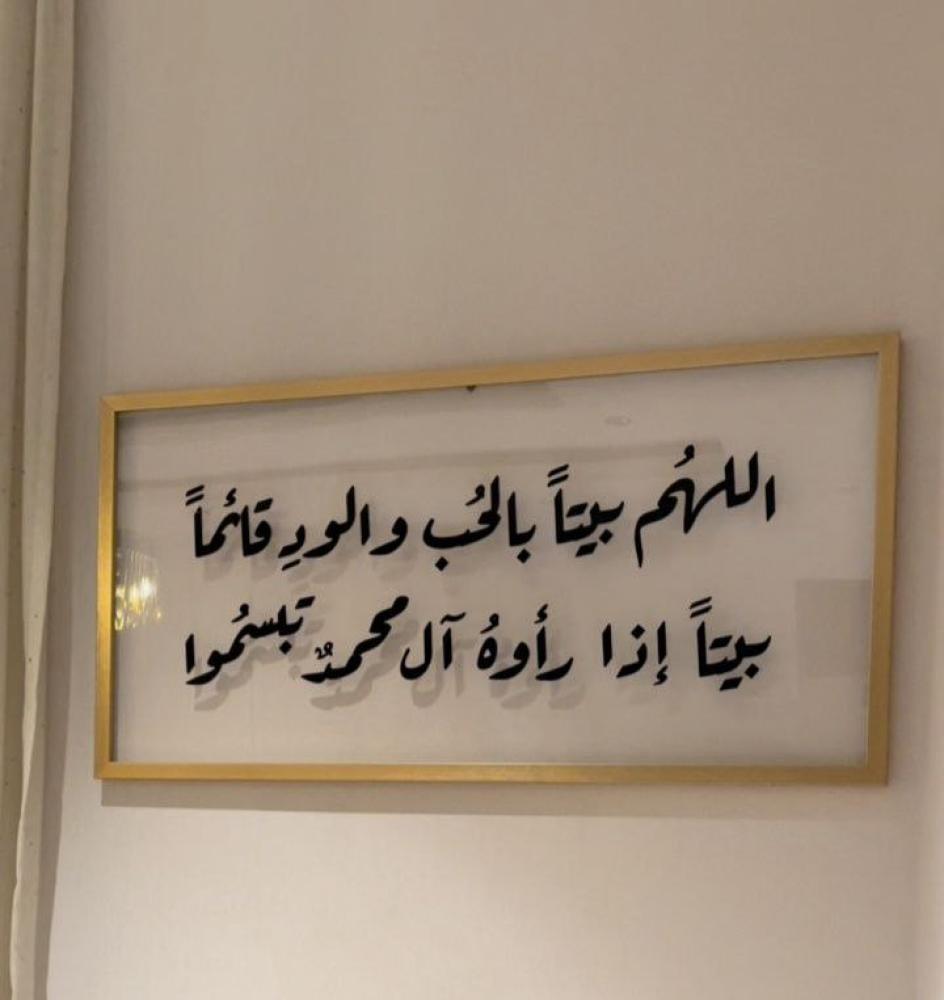 اللهُم بيتاً بالحُب والودِ قائماً
بيتاً إذا رأوهُ آل محمدٌ تبسمُوا